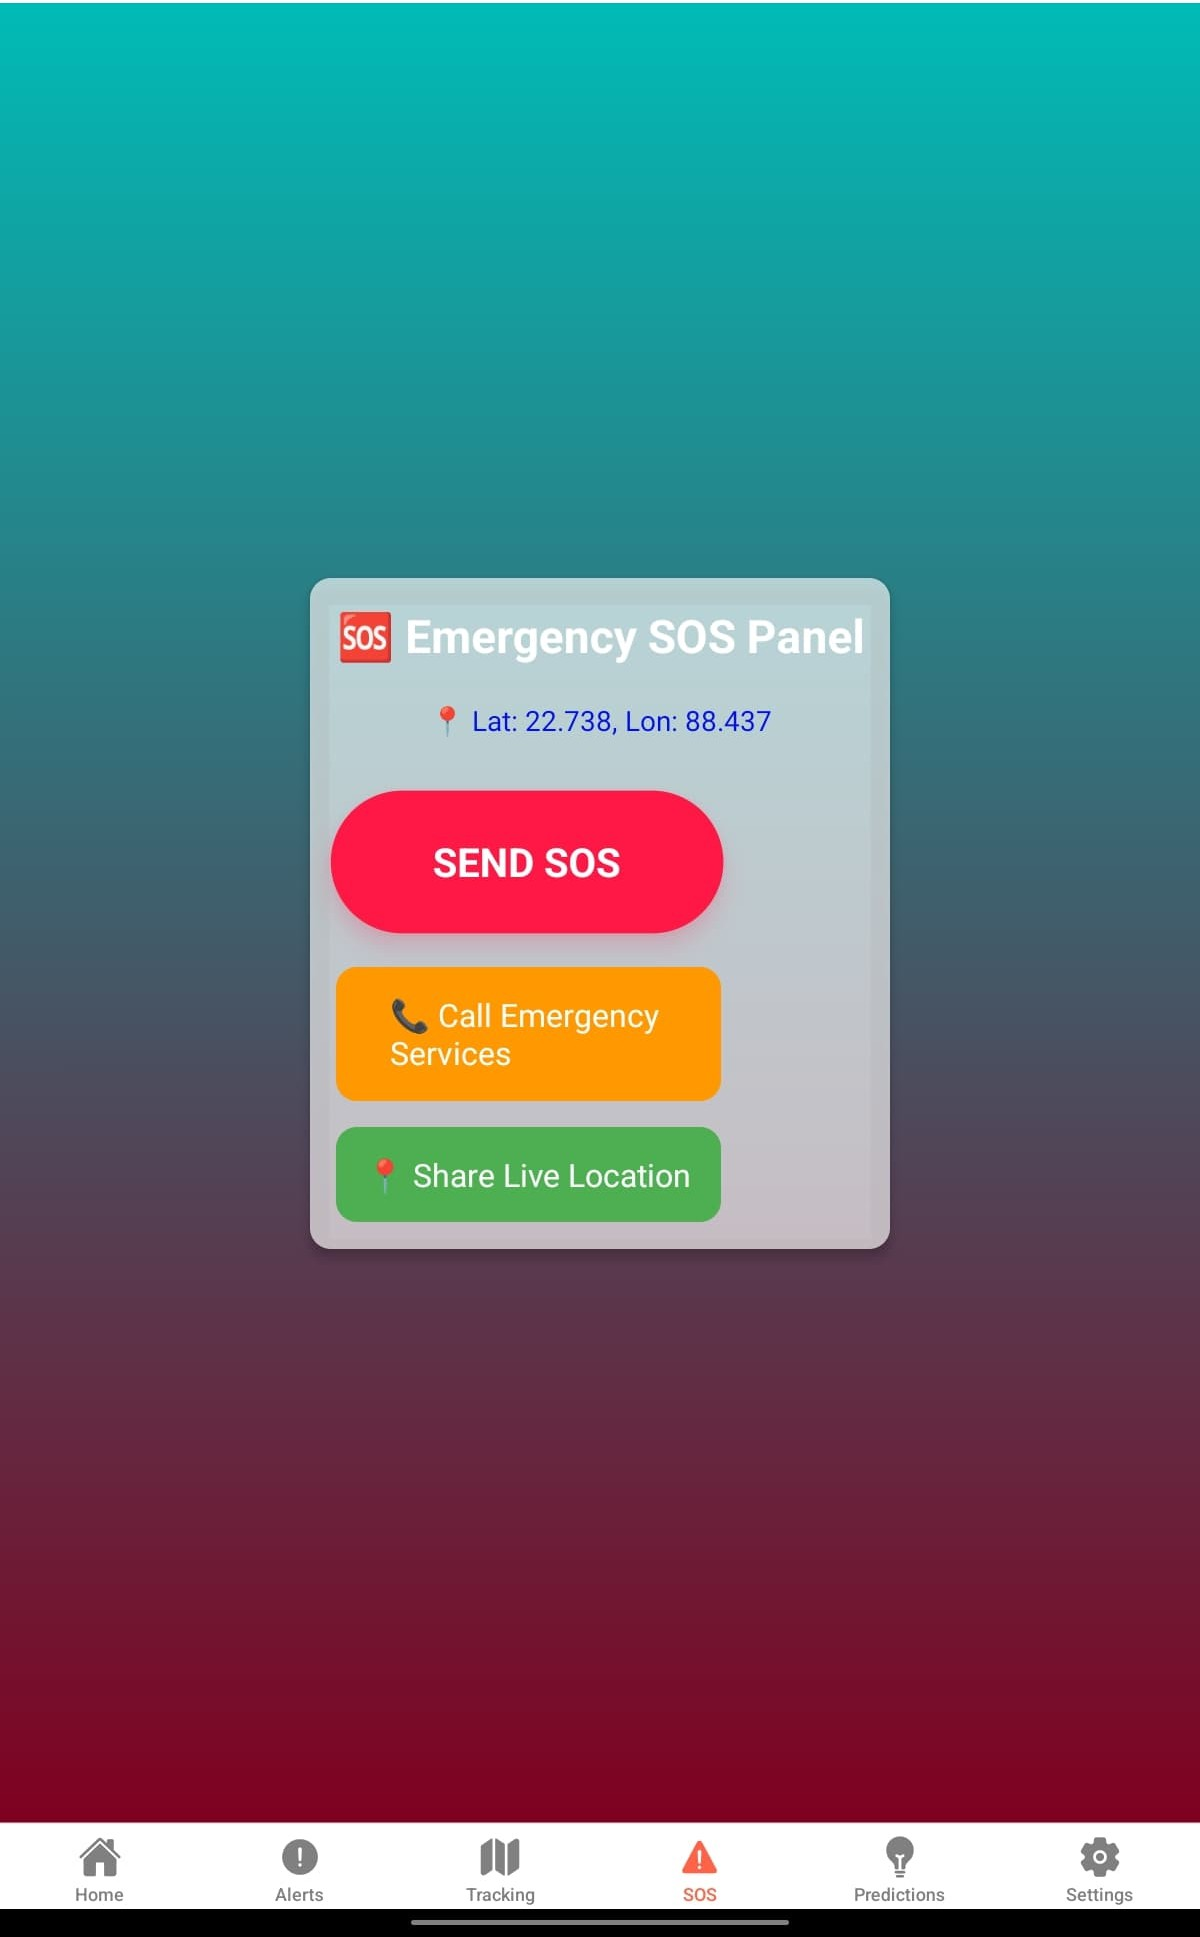 🆘 Emergency SOS Panel
📍 Lat: 22.738, Lon: 88.437
SEND SOS
📞 Call Emergency
Services
📍 Share Live Location
Home
Alerts
Tracking
SOS
Predictions
Settings